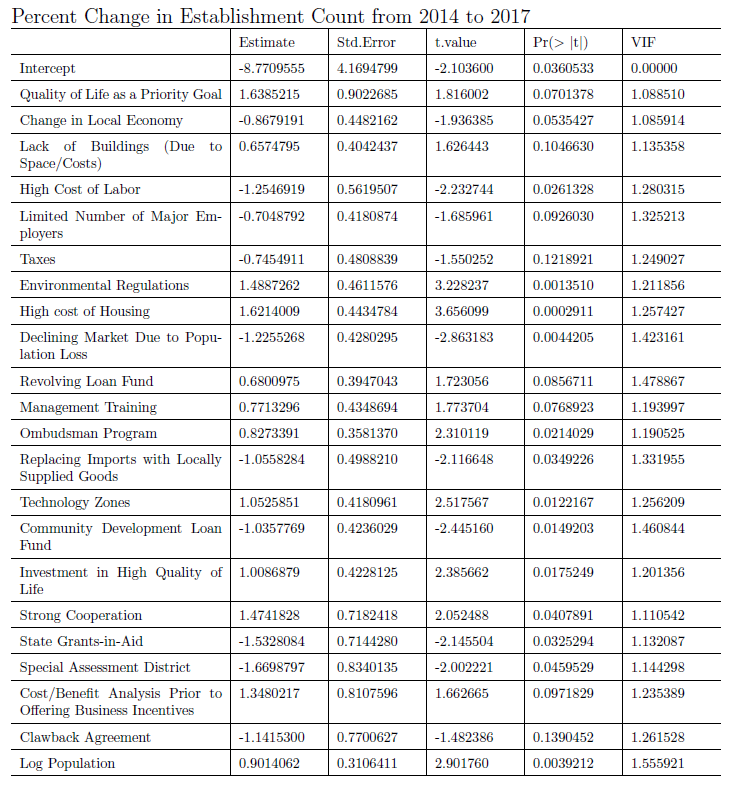 Percent Change in Establishment Count from 2014 to 2017
Estimate Std.Error t.value Pr(> |t|) VIF
Intercept -8.7709555 4.1694799 -2.103600 0.0360533 0.00000
Quality of Life as a Priority Goal 1.6385215 0.9022685 1.816002 0.0701378 1.088510
Change in Local Economy -0.8679191 0.4482162 -1.936385 0.0535427 1.085914
Lack of Buildings (Due to 0.6574795 0.4042437 1.626443 0.1046630 1.135358
Space/Costs)
High Cost of Labor -1.2546919 0.5619507 -2.232744 0.0261328 1.280315
Limited Number of Major Em- -0.7048792 0.4180874 -1.685961 0.0926030 1.325213
ployers
Taxes -0.7454911 0.4808839 -1.550252 0.1218921 1.249027
Environmental Regulations 1.4887262 0.4611576 3.228237 0.0013510 1.211856
High cost of Housing 1.6214009 0.4434784 3.656099 0.0002911 1.257427
Declining Market Due to Popu- -1.2255268 0.4280295 -2.863183 0.0044205 1.423161
lation Loss
Revolving Loan Fund 0.6800975 0.3947043 1.723056 0.0856711 1.478867
Management Training 0.7713296 0.4348694 1.773704 0.0768923 1.193997
Ombudsman Program 0.8273391 0.3581370 2.310119 0.0214029 1.190525
Replacing Imports with Locally -1.0558284 0.4988210 -2.116648 0.0349226 1.331955
Supplied Goods
Technology Zones 1.0525851 0.4180961 2.517567 0.0122167 1.256209
Community Development Loan -1.0357769 0.4236029 -2.445160 0.0149203 1.460844
Fund
Investment in High Quality of 1.0086879 0.4228125 2.385662 0.0175249 1.201356
Life
Strong Cooperation 1.4741828 0.7182418 2.052488 0.0407891 1.110542
State Grants-in-Aid -1.5328084 0.7144280 -2.145504 0.0325294 1.132087
Special Assessment District -1.6698797 0.8340135 -2.002221 0.0459529 1.144298
Cost/Benefit Analysis Prior to 1.3480217 0.8107596 1.662665 0.0971829 1.235389
Offering Business Incentives
Clawback Agreement -1.1415300 0.7700627 -1.482386 0.1390452 1.261528
Log Population 0.9014062 0.3106411 2.901760 0.0039212 1.555921